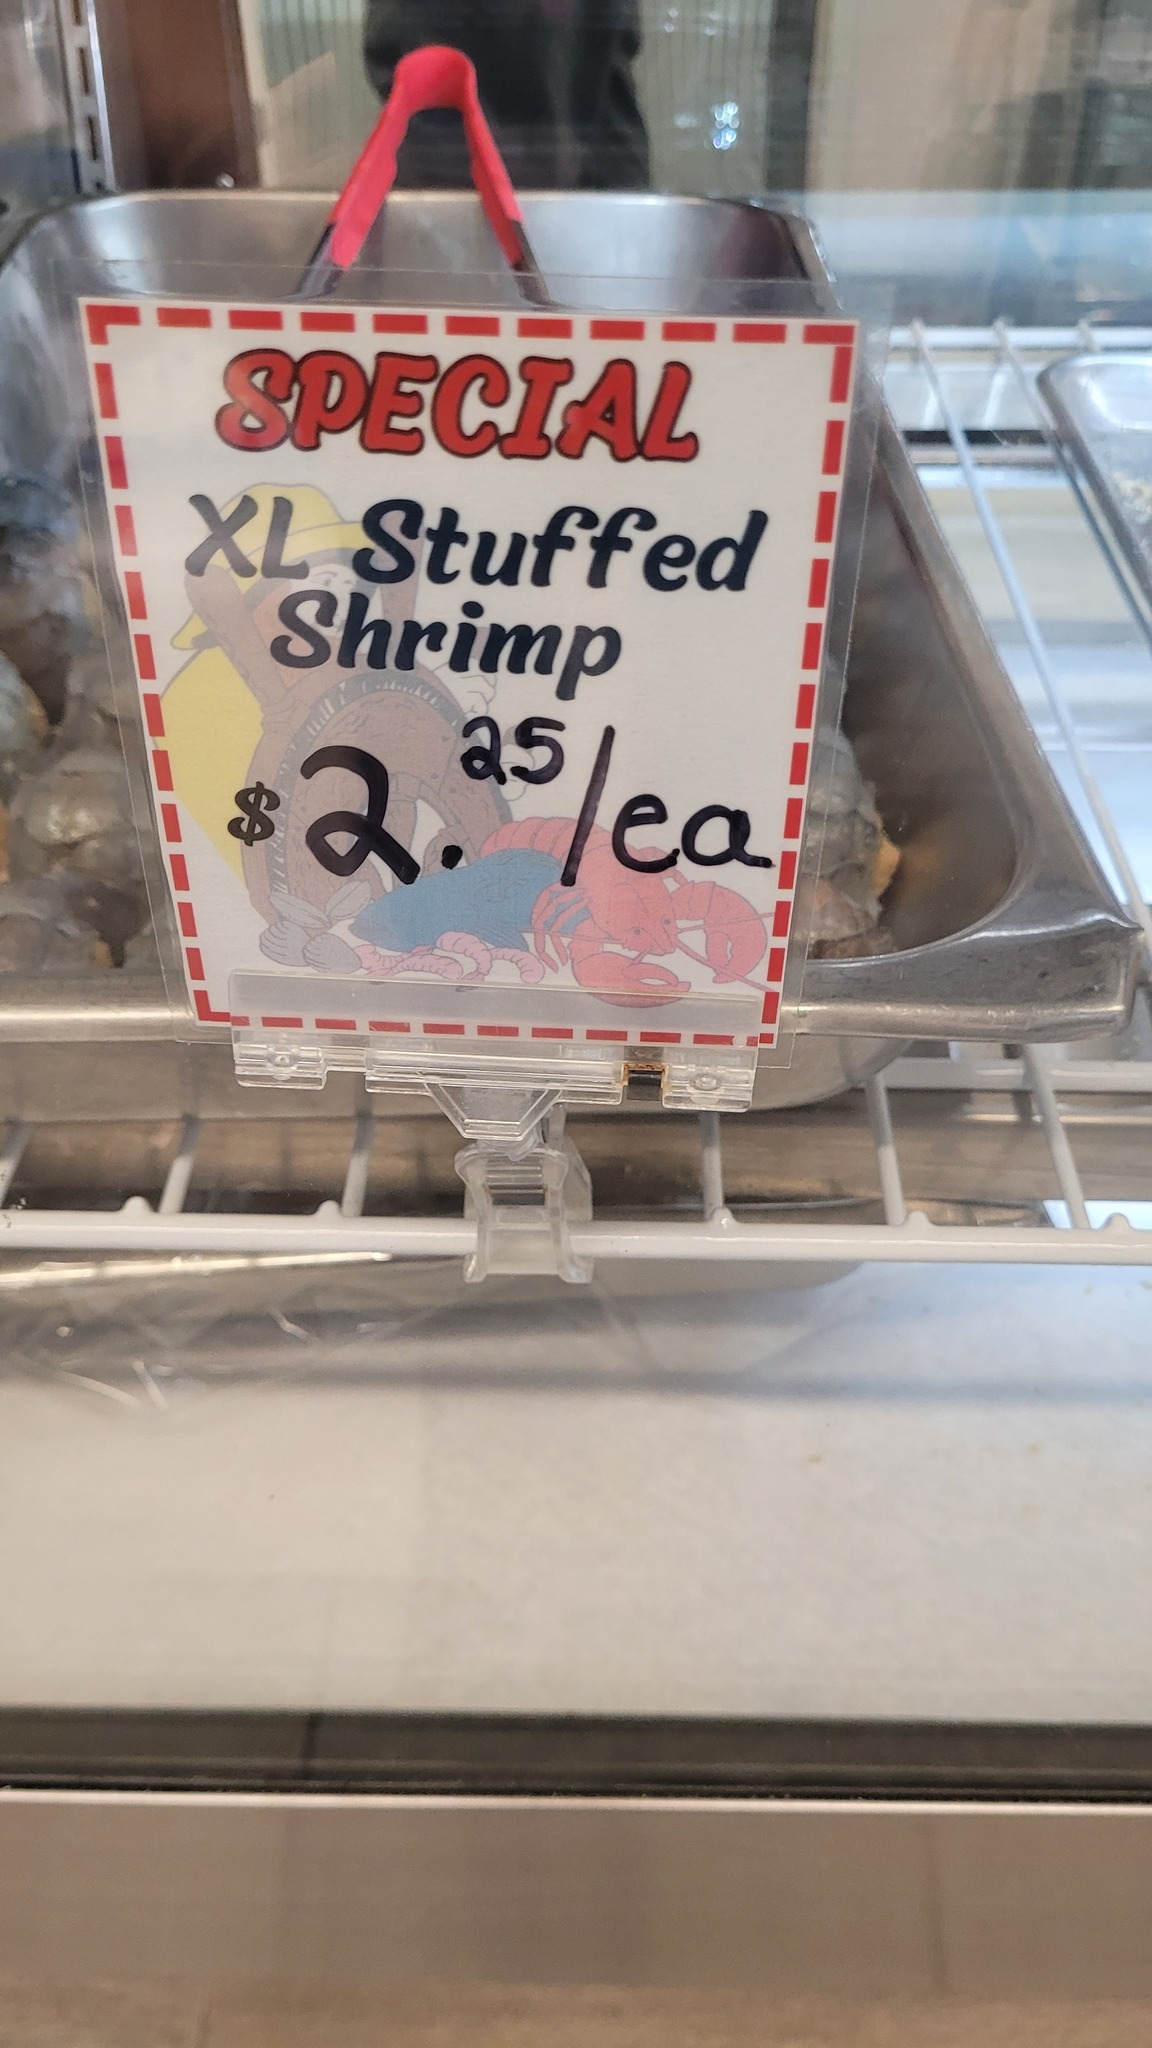 SPECIAL
XL Stuffed
Shrimp
$2.25/ea